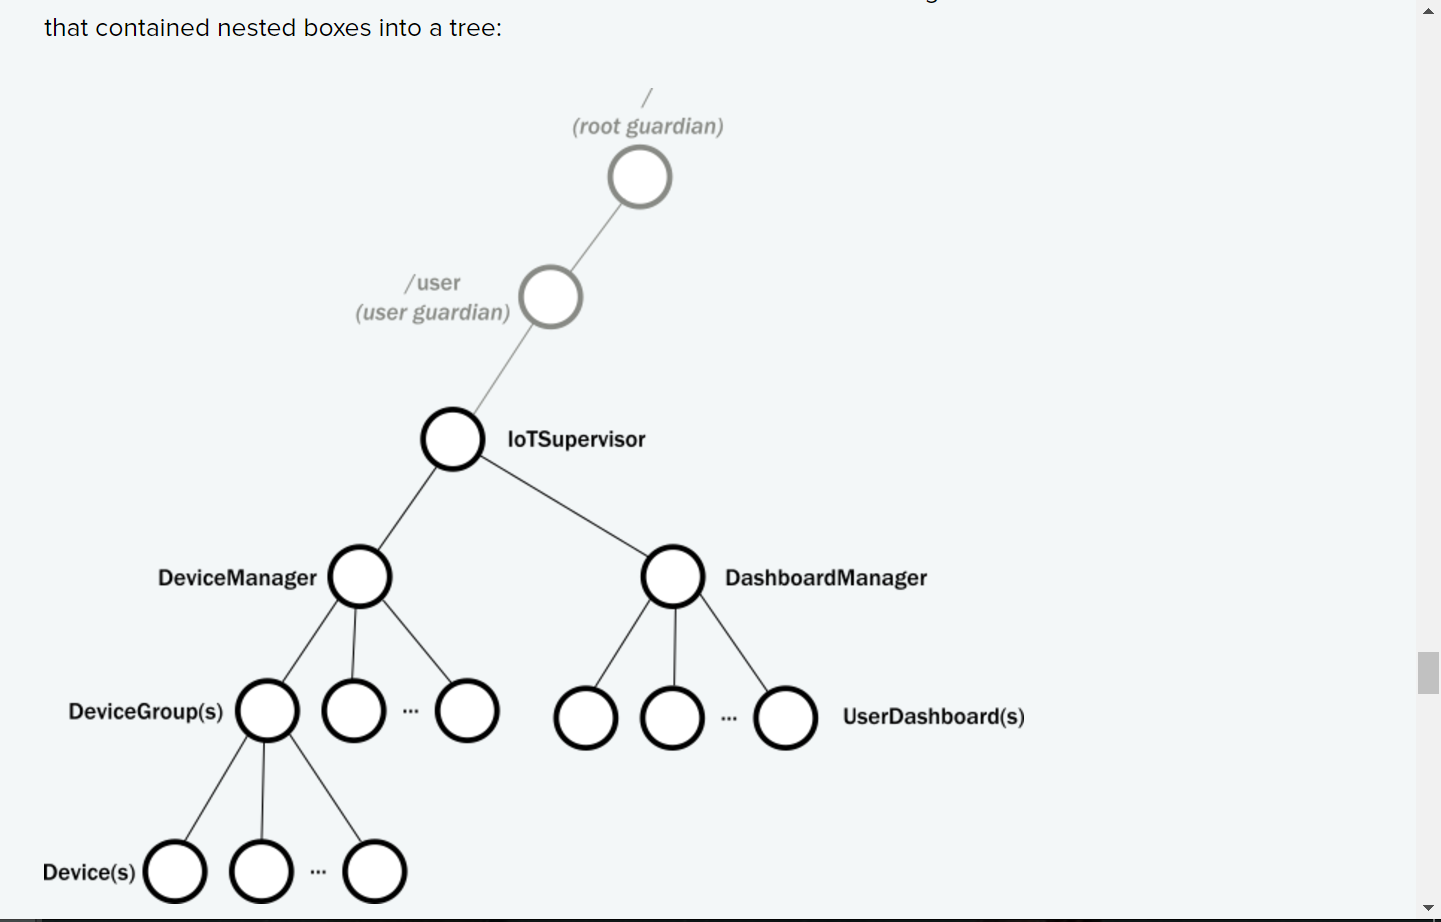 that contained nested boxes into a tree:
/
(root guardian)
/user
(user guardian)
IoTSupervisor
DeviceManager
DashboardManager
DeviceGroup(s)
...
...
UserDashboard(s)
Device(s)
...